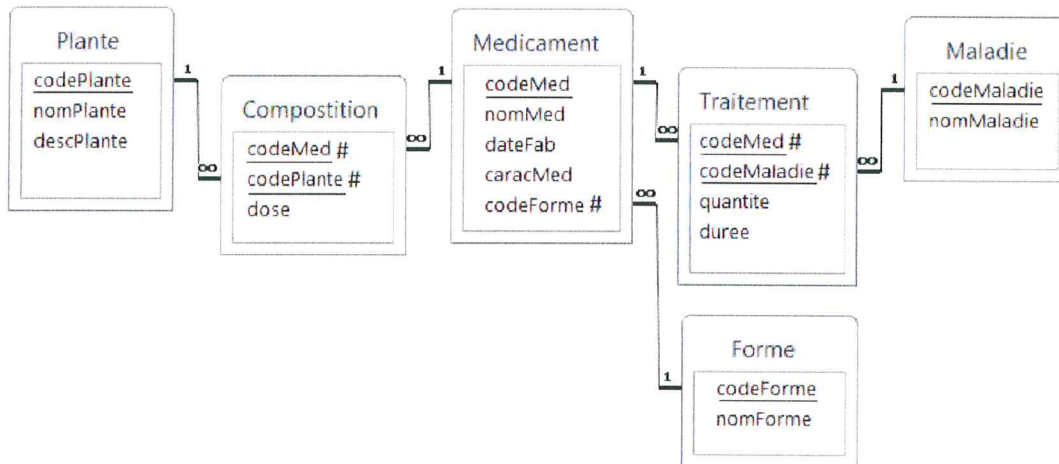 Plante
codePlante
nomPlante
descPlante
1
∞
Compostition
codeMed #
codePlante #
dose
1
∞
Medicament
codeMed
nomMed
dateFab
caracMed
codeForme #
1
∞
∞
1
Traitement
codeMed #
codeMaladie #
quantite
duree
1
∞
Maladie
codeMaladie
nomMaladie
Forme
codeForme
nomForme